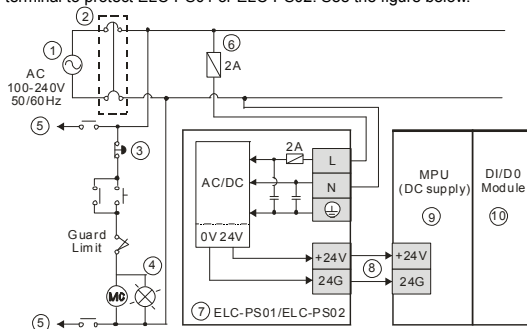 terminal to protect ELC-PS01 or ELC-PS02. See the figure below.
2
1
6
2A
AC
100-240V
50/60Hz
5
3
2A
L
N
AC/DC
0V 24V
MPU
(DC supply)
9
DI/D0
Module
10
Guard
Limit
4
MC
+24V
24G
8
+24V
24G
5
7 ELC-PS01/ELC-PS02